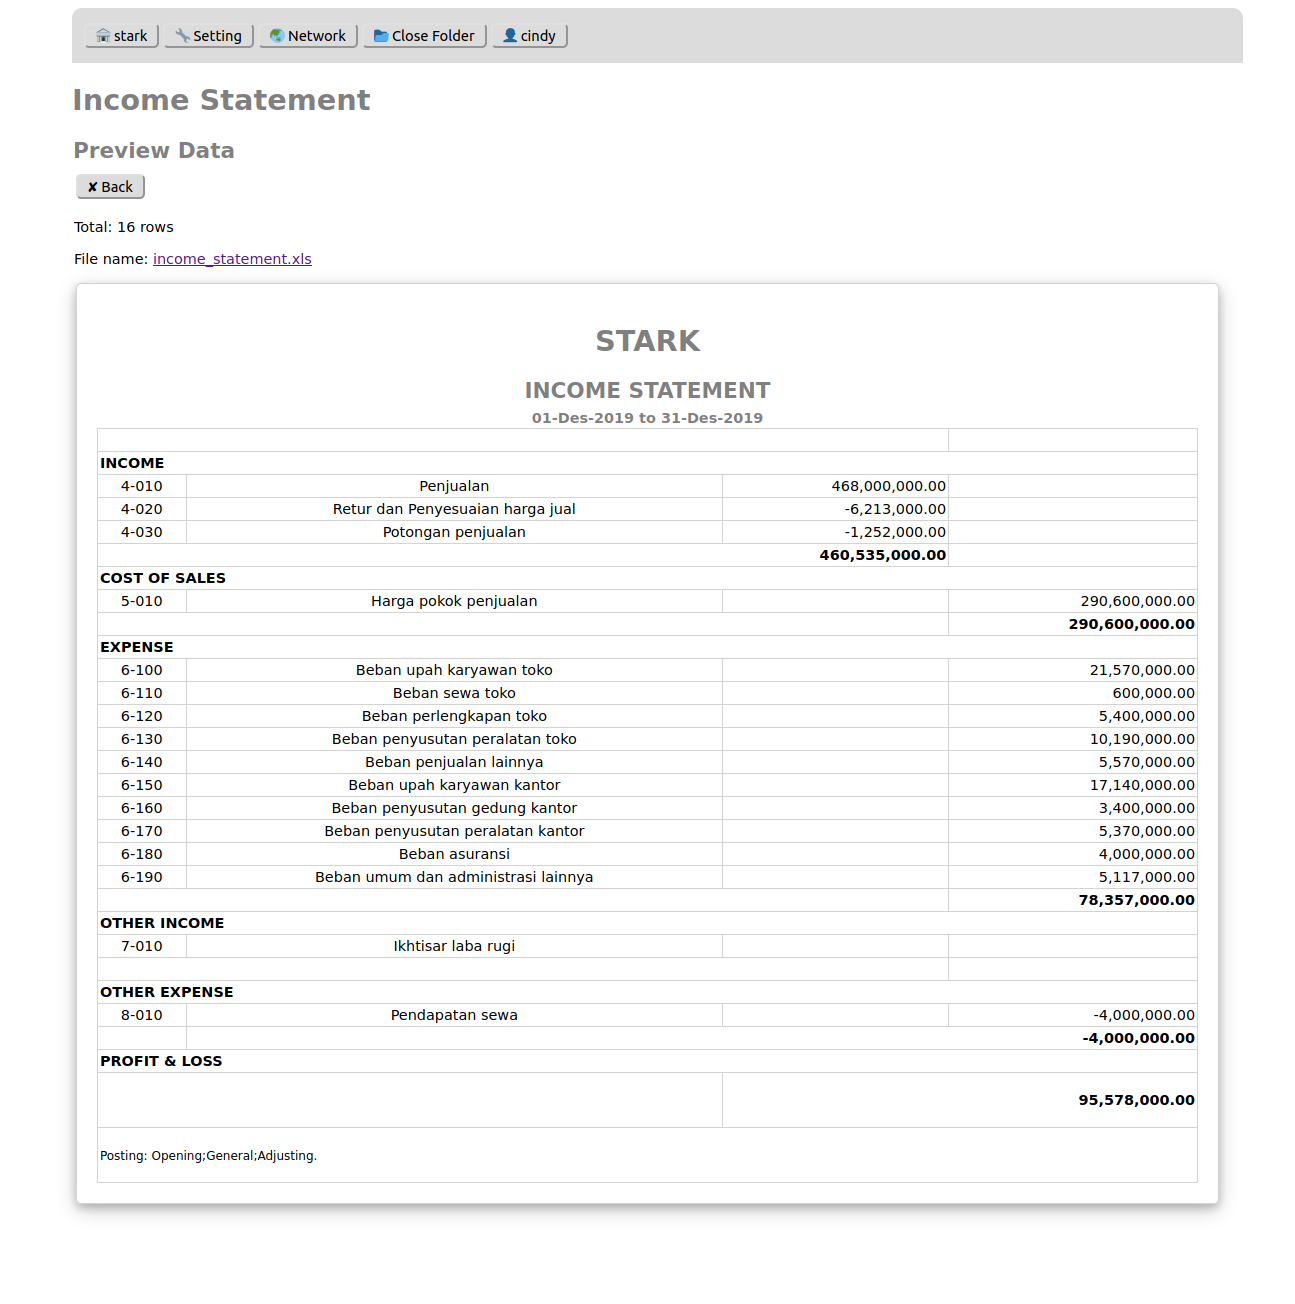 stark Setting Network Close Folder cindy
Income Statement
Preview Data
✘ Back
Total: 16 rows
File name: income_statement.xls
STARK
INCOME STATEMENT
01-Des-2019 to 31-Des-2019
INCOME
4-010 Penjualan 468,000,000.00
4-020 Retur dan Penyesuaian harga jual -6,213,000.00
4-030 Potongan penjualan -1,252,000.00
460,535,000.00
COST OF SALES
5-010 Harga pokok penjualan 290,600,000.00
290,600,000.00
EXPENSE
6-100 Beban upah karyawan toko 21,570,000.00
6-110 Beban sewa toko 600,000.00
6-120 Beban perlengkapan toko 5,400,000.00
6-130 Beban penyusutan peralatan toko 10,190,000.00
6-140 Beban penjualan lainnya 5,570,000.00
6-150 Beban upah karyawan kantor 17,140,000.00
6-160 Beban penyusutan gedung kantor 3,400,000.00
6-170 Beban penyusutan peralatan kantor 5,370,000.00
6-180 Beban asuransi 4,000,000.00
6-190 Beban umum dan administrasi lainnya 5,117,000.00
78,357,000.00
OTHER INCOME
7-010 Ikhtisar laba rugi
OTHER EXPENSE
8-010 Pendapatan sewa -4,000,000.00
-4,000,000.00
PROFIT & LOSS
95,578,000.00
Posting: Opening;General;Adjusting.